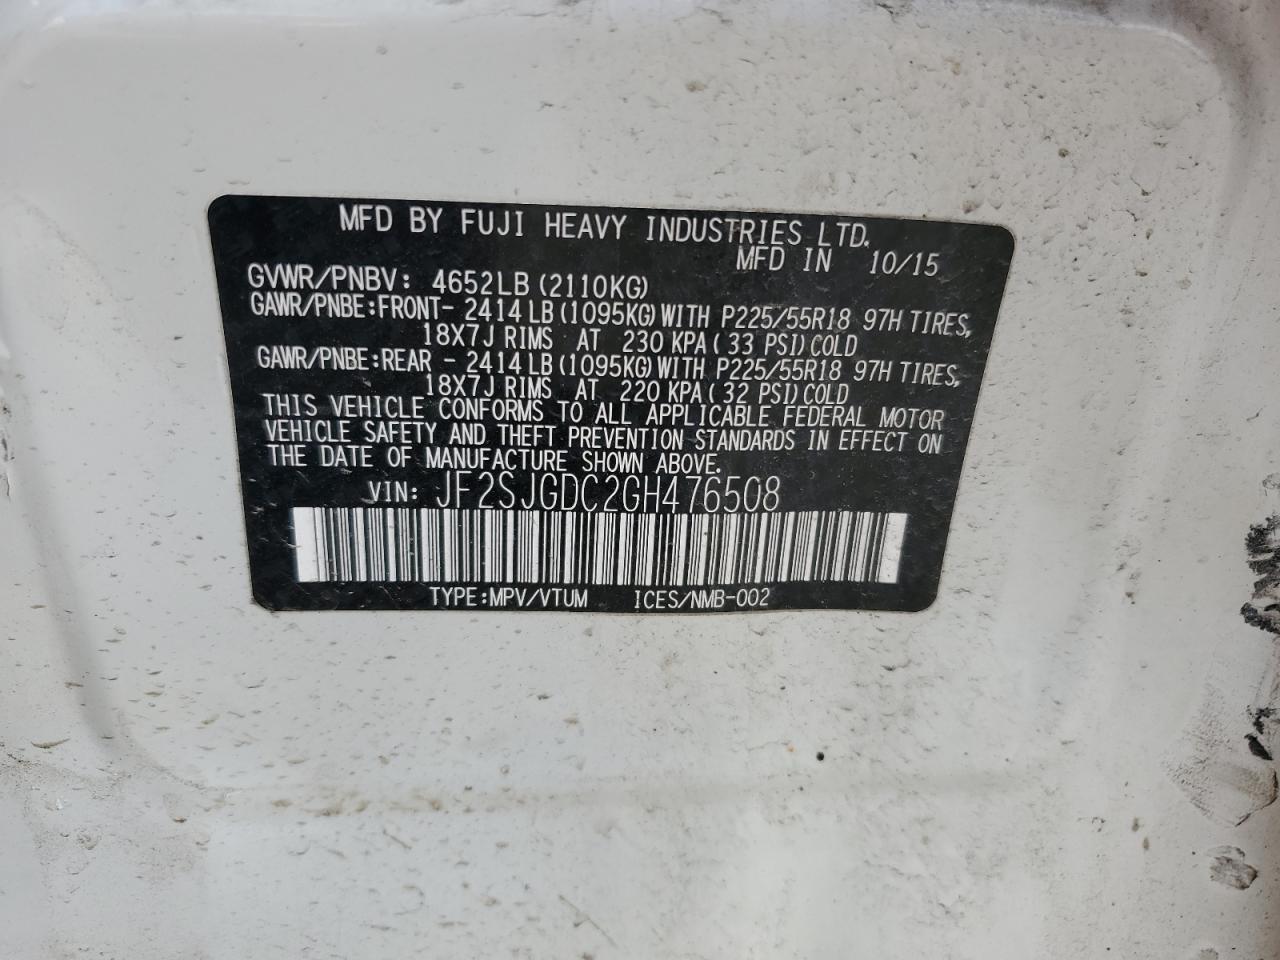 MFD BY FUJI HEAVY INDUSTRIES LTD.
MFD IN 10/15
GVWR/PNBV: 4652LB (2110KG)
GAWR/PNBE:FRONT- 2414 LB (1095KG) WITH P225/55R18 97H TIRES,
18X7J RIMS AT 230 KPA ( 33 PSI) COLD
GAWR/PNBE:REAR - 2414 LB (1095KG) WITH P225/55R18 97H TIRES,
18X7J RIMS AT 220 KPA ( 32 PSI) COLD
THIS VEHICLE CONFORMS TO ALL APPLICABLE FEDERAL MOTOR
VEHICLE SAFETY AND THEFT PREVENTION STANDARDS IN EFFECT ON
THE DATE OF MANUFACTURE SHOWN ABOVE.
VIN: JF2SJGDC2GH476508
TYPE:MPV/VTUM ICES/NMB-002